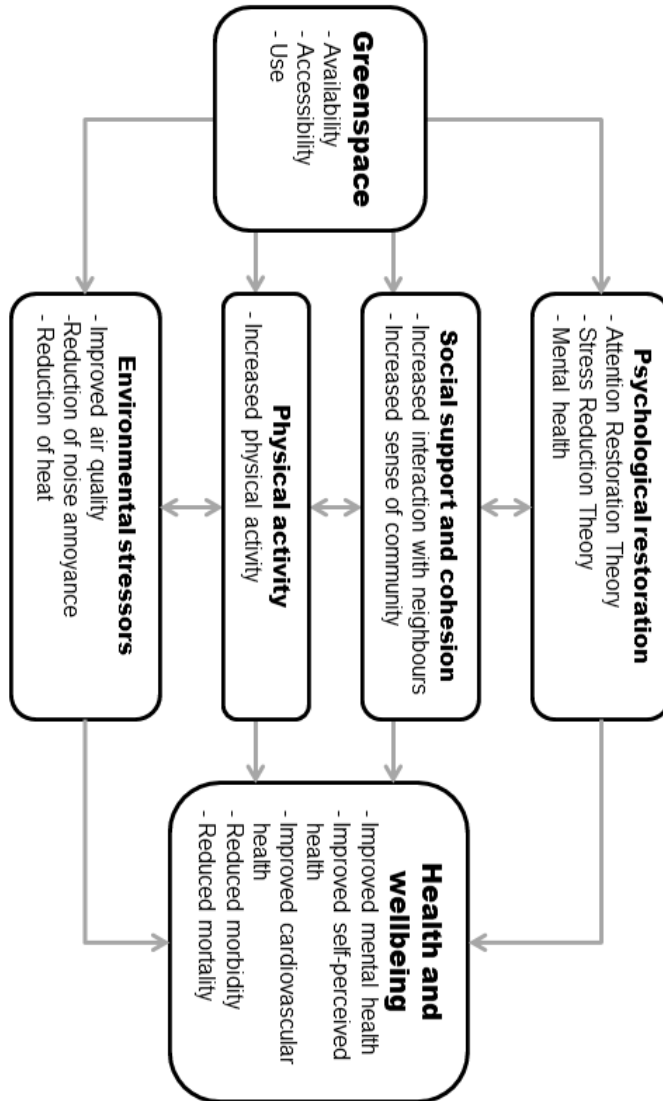 Greenspace
- Availability
- Accessibility
- Use
Psychological restoration
- Attention Restoration Theory
- Stress Reduction Theory
- Mental health
Social support and cohesion
- Increased interaction with neighbours
- Increased sense of community
Physical activity
- Increased physical activity
Environmental stressors
- Improved air quality
-Reduction of noise annoyance
- Reduction of heat
Health and
wellbeing
- Improved mental health
- Improved self-perceived
health
- Improved cardiovascular
health
- Reduced morbidity
- Reduced mortality